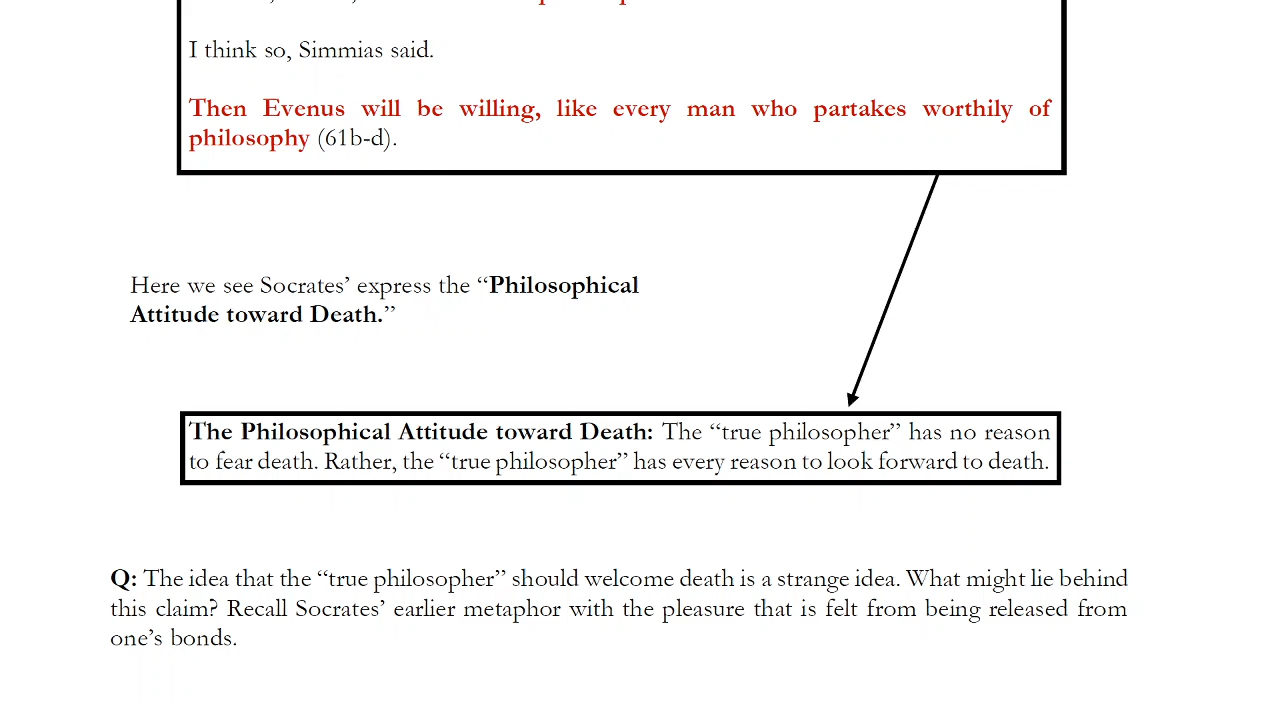 I think so, Simmias said.
Then Evenus will be willing, like every man who partakes worthily of
philosophy (61b-d).
Here we see Socrates’ express the “Philosophical
Attitude toward Death.”
The Philosophical Attitude toward Death: The “true philosopher” has no reason
to fear death. Rather, the “true philosopher” has every reason to look forward to death.
Q: The idea that the “true philosopher” should welcome death is a strange idea. What might lie behind
this claim? Recall Socrates’ earlier metaphor with the pleasure that is felt from being released from
one’s bonds.